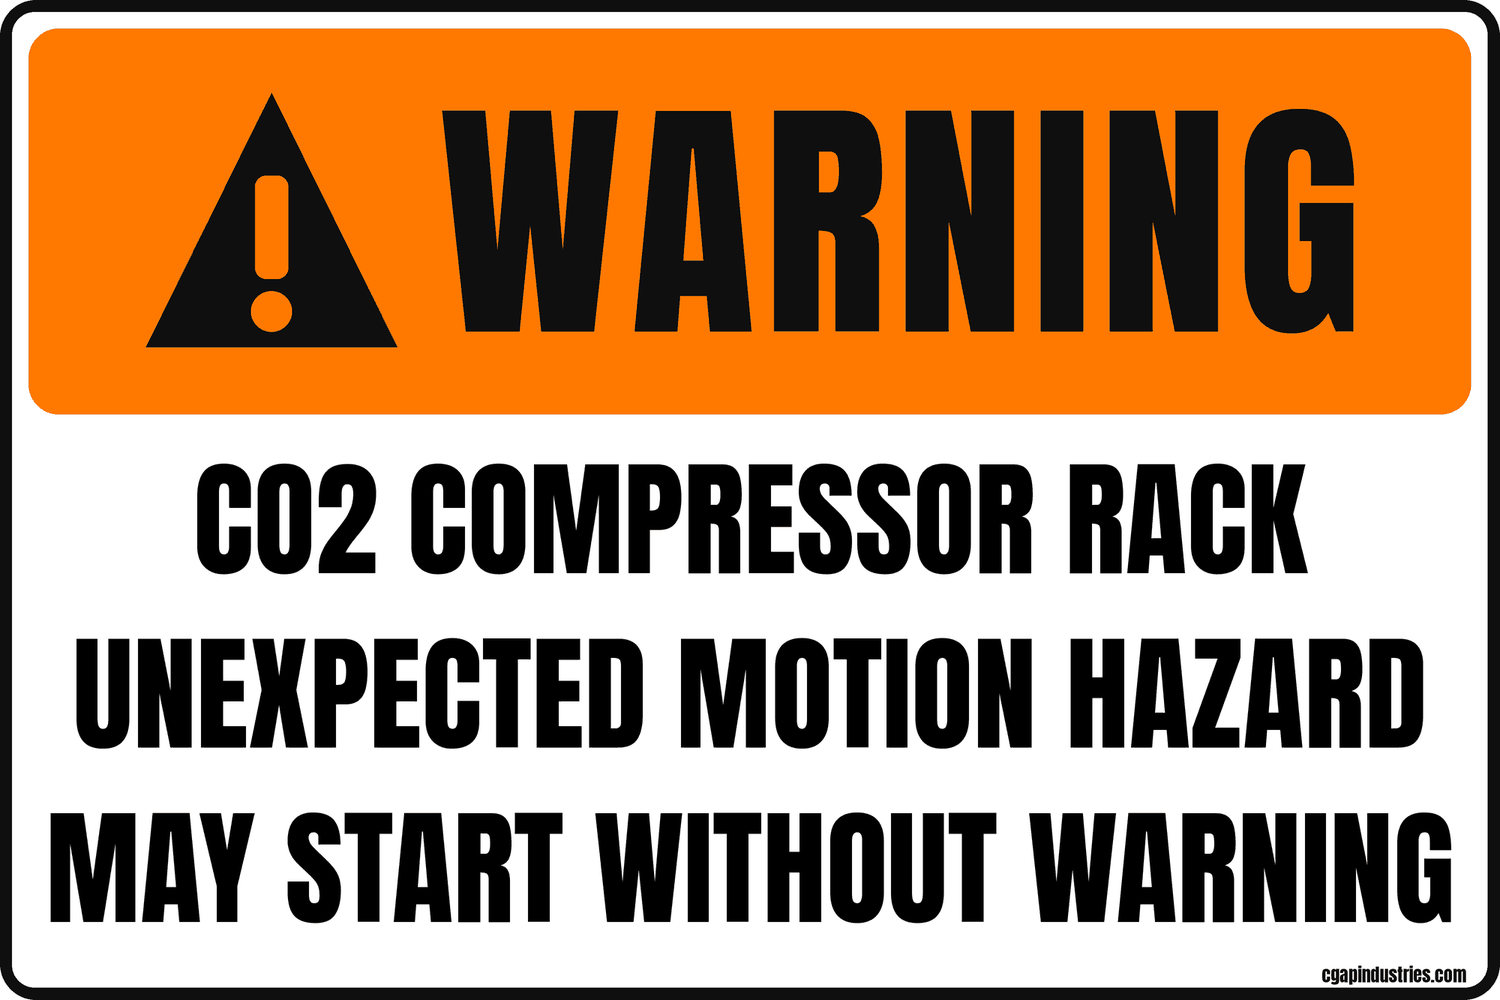 WARNING
CO2 COMPRESSOR RACK
UNEXPECTED MOTION HAZARD
MAY START WITHOUT WARNING
cgapindustries.com